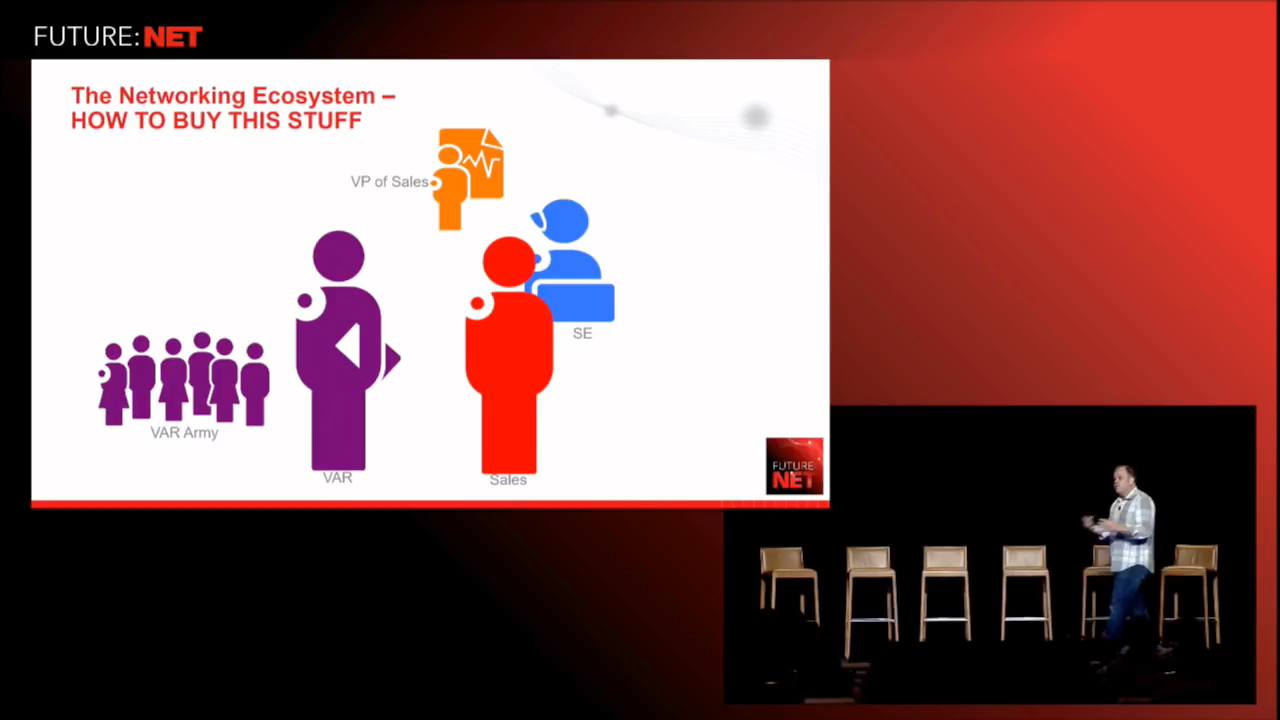 FUTURE:NET
The Networking Ecosystem –
HOW TO BUY THIS STUFF
VP of Sales
SE
VAR Army
VAR
Sales
FUTURE:
NET